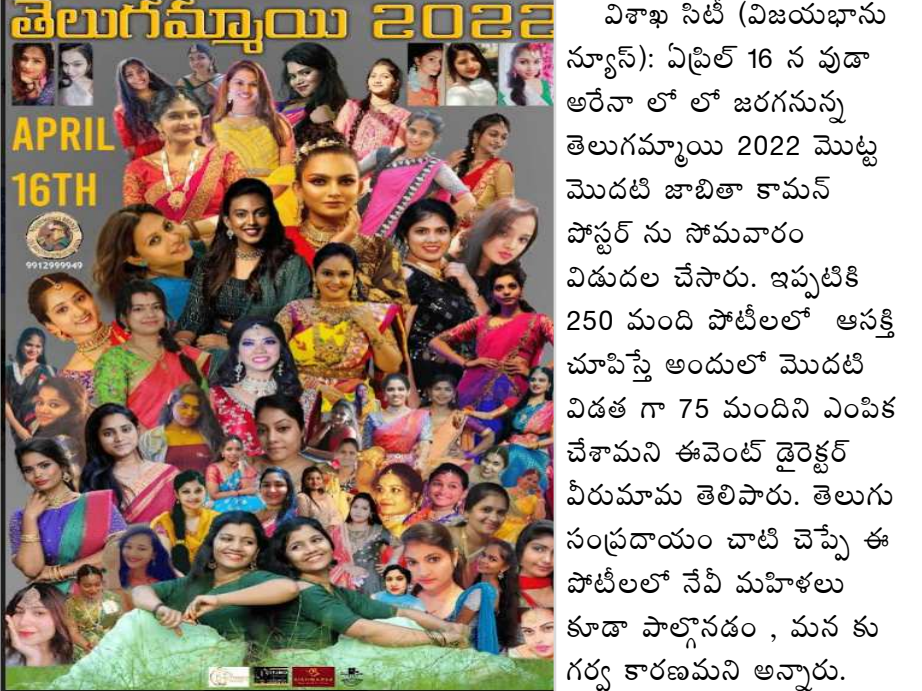 తెలుగమ్మాయి 2022
APRIL
16TH
9912999949
విశాఖ సిటీ (విజయభాను
న్యూస్): ఏప్రిల్ 16 న వుడా
అరేనా లో లో జరగనున్న
తెలుగమ్మాయి 2022 మొట్ట
మొదటి జాబితా కామన్
పోస్టర్ ను సోమవారం
విడుదల చేసారు. ఇప్పటికి
250 మంది పోటీలలో ఆసక్తి
చూపిస్తే అందులో మొదటి
విడత గా 75 మందిని ఎంపిక
చేశామని ఈవెంట్ డైరెక్టర్
వీరుమామ తెలిపారు. తెలుగు
సంప్రదాయం చాటి చెప్పే ఈ
పోటీలలో నేవీ మహిళలు
కూడా పాల్గొనడం , మన కు
గర్వ కారణమని అన్నారు.